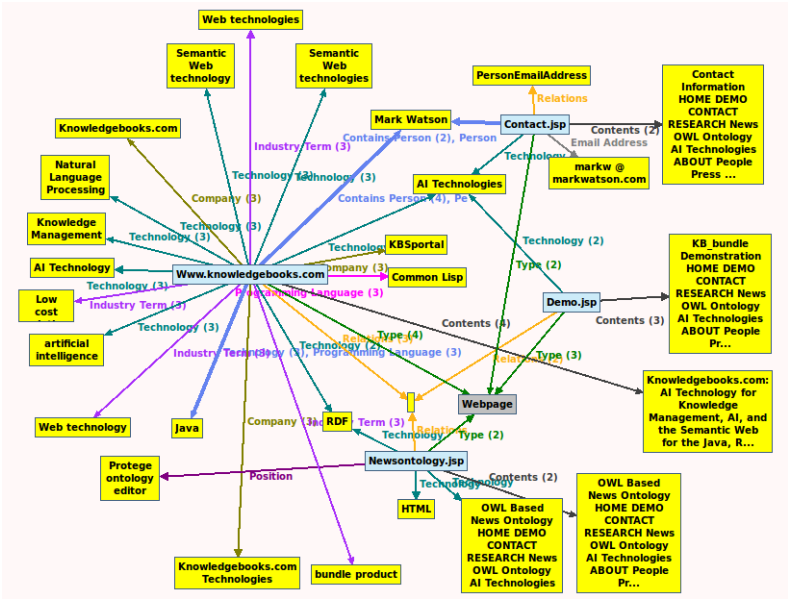 Web technologies
Semantic
Web
technology
Semantic
Web
technologies
PersonEmailAddress
Contact
Information
HOME DEMO
CONTACT
RESEARCH News
OWL Ontology
AI Technologies
ABOUT People
Press ...
Relations
Mark Watson
Contact.jsp
Contents (2)
Knowledgebooks.com
Industry Term (3)
Contains Person (2), Person
Email Address
Technology
markw @
markwatson.com
Natural
Language
Processing
Technology (3)
Technology (3)
AI Technologies
Company (3)
Contains Person (4), Pe
Knowledge
Management
Technology (3)
Technology (3)
KBSportal
Technology (2)
KB_bundle
Demonstration
HOME DEMO
CONTACT
RESEARCH News
OWL Ontology
AI Technologies
ABOUT People
Pr...
AI Technology
Www.knowledgebooks.com
Company (3)
Type (2)
Common Lisp
Technology (3)
Programming Language (3)
Low
cost
Industry Term (3)
Demo.jsp
Contents (3)
Technology (3)
Contents (4)
Type (4)
artificial
intelligence
Industry Term (3)
Technology (2)
, Programming Language (3)
Type (3)
Knowledgebooks.com:
AI Technology for
Knowledge
Management, AI, and
the Semantic Web
for the Java, R...
Webpage
Web technology
Java
Company (3)
RDF
Term (3)
Relations
Technology
Type (2)
Protege
ontology
editor
Position
Newsontology.jsp
Contents (2)
Technology
Technology
HTML
OWL Based
News Ontology
HOME DEMO
CONTACT
RESEARCH News
OWL Ontology
AI Technologies
OWL Based
News Ontology
HOME DEMO
CONTACT
RESEARCH News
OWL Ontology
AI Technologies
ABOUT People
Pr...
Knowledgebooks.com
Technologies
bundle product